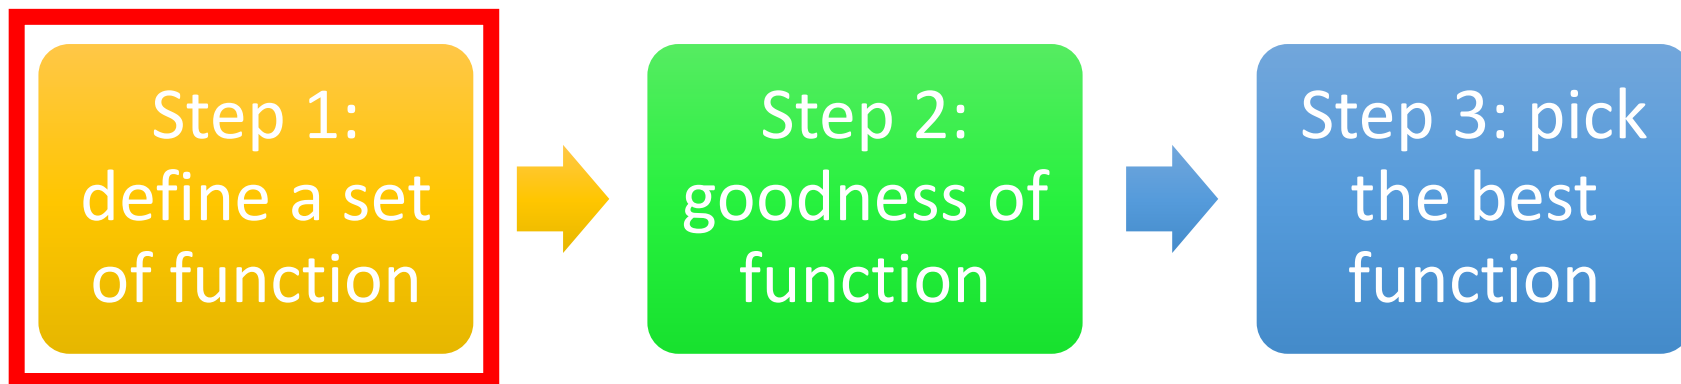 Step 1:
define a set
of function
Step 2:
goodness of
function
Step 3: pick
the best
function